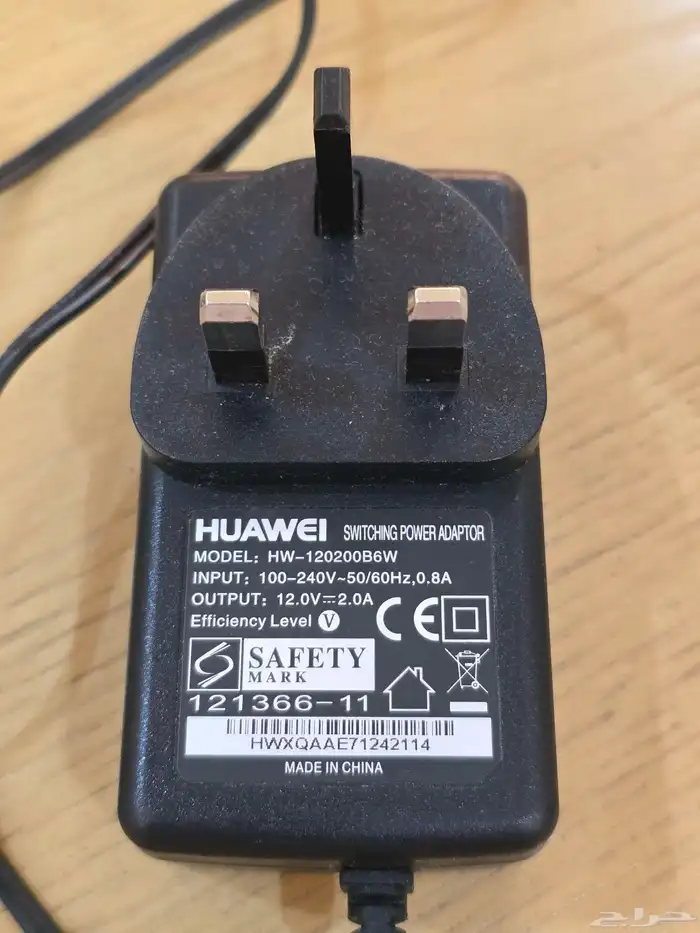 HUAWEI SWITCHING POWER ADAPTOR
MODEL: HW-120200B6W
INPUT: 100-240V~50/60Hz,0.8A
OUTPUT: 12.0V⎓2.0A
Efficiency Level V
CE
SAFETY
MARK
121366-11
HWXQAAE71242114
MADE IN CHINA
حراج